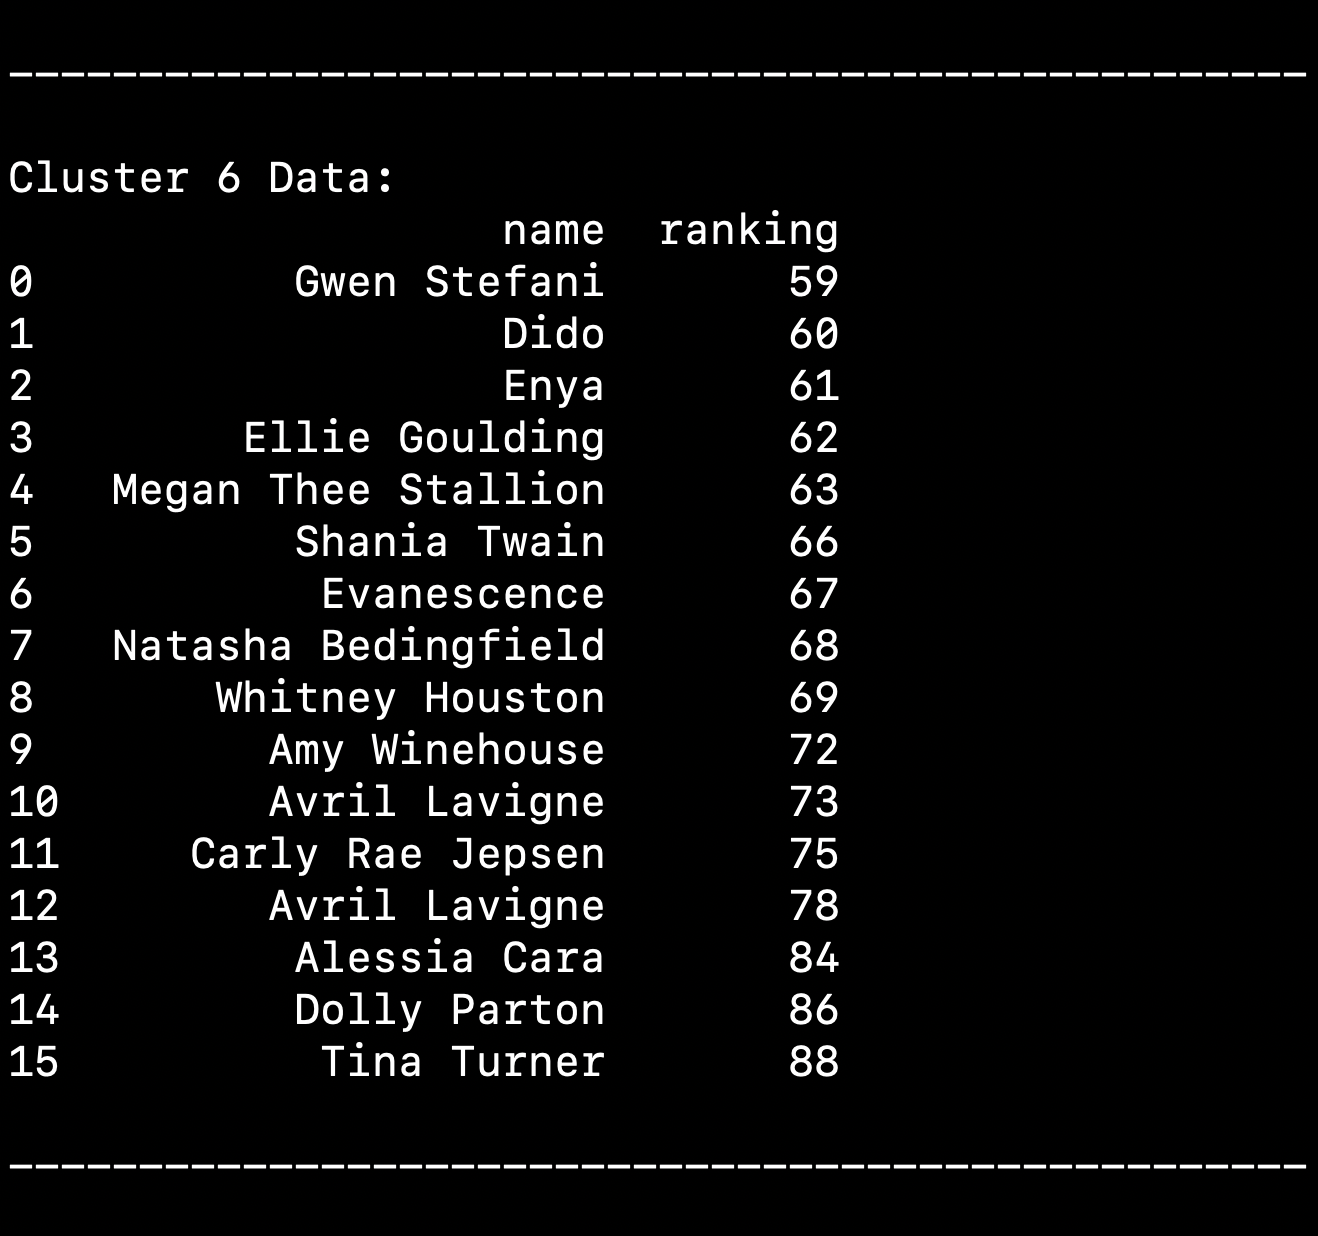 --------------------------------------------------
Cluster 6 Data:
                   name  ranking
0          Gwen Stefani       59
1                  Dido       60
2                  Enya       61
3        Ellie Goulding       62
4   Megan Thee Stallion       63
5          Shania Twain       66
6           Evanescence       67
7   Natasha Bedingfield       68
8       Whitney Houston       69
9         Amy Winehouse       72
10        Avril Lavigne       73
11     Carly Rae Jepsen       75
12        Avril Lavigne       78
13         Alessia Cara       84
14         Dolly Parton       86
15          Tina Turner       88
--------------------------------------------------